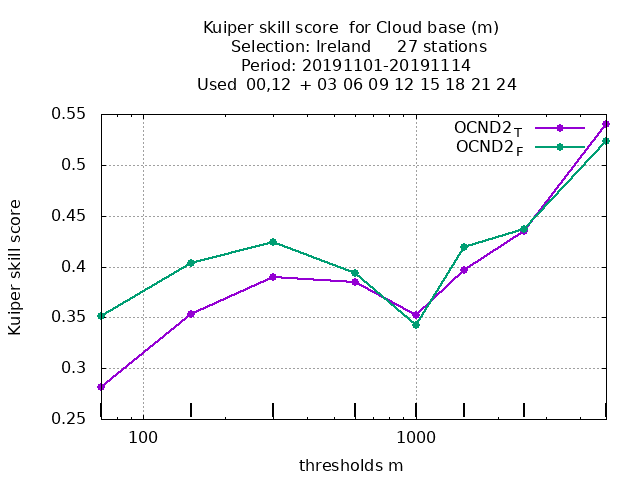 Kuiper skill score  for Cloud base (m)
Selection: Ireland     27 stations
Period: 20191101-20191114
Used  00,12  + 03 06 09 12 15 18 21 24
OCND2T
OCND2F
0.55
0.5
0.45
0.4
0.35
0.3
0.25
Kuiper skill score
100
1000
thresholds m